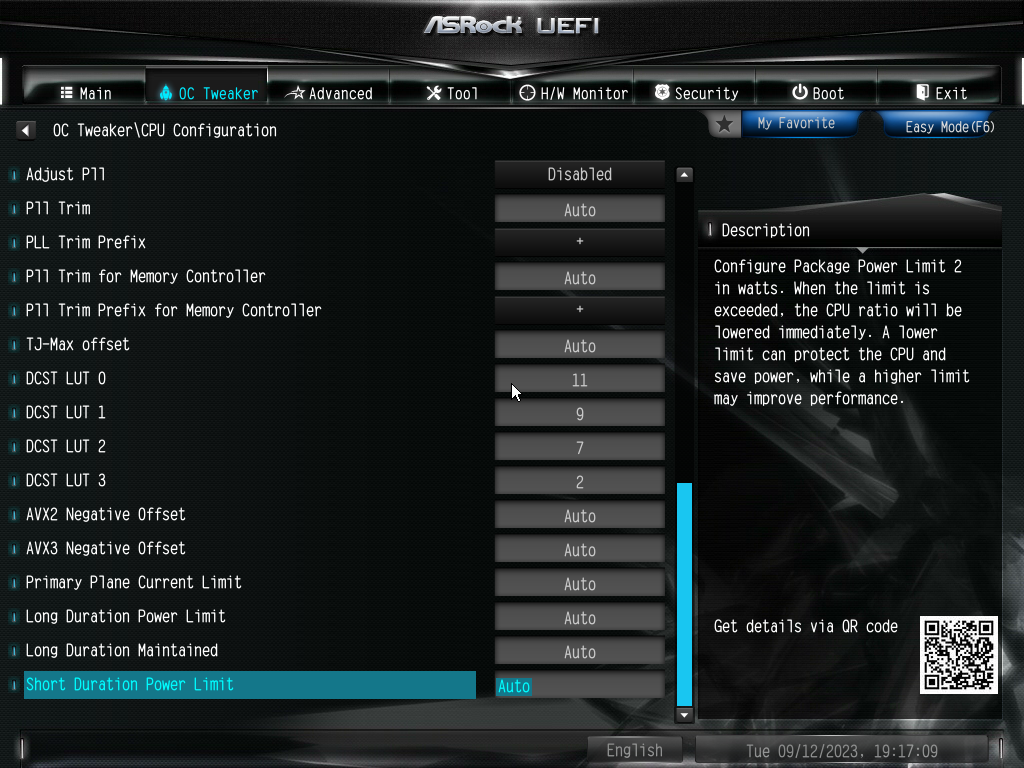 ASRock UEFI
Main OC Tweaker Advanced Tool H/W Monitor Security Boot Exit
OC Tweaker\CPU Configuration
My Favorite
Easy Mode(F6)
Adjust Pll Disabled
Pll Trim Auto
PLL Trim Prefix +
Pll Trim for Memory Controller Auto
Pll Trim Prefix for Memory Controller +
TJ-Max offset Auto
DCST LUT 0 11
DCST LUT 1 9
DCST LUT 2 7
DCST LUT 3 2
AVX2 Negative Offset Auto
AVX3 Negative Offset Auto
Primary Plane Current Limit Auto
Long Duration Power Limit Auto
Long Duration Maintained Auto
Short Duration Power Limit Auto
Description
Configure Package Power Limit 2
in watts. When the limit is
exceeded, the CPU ratio will be
lowered immediately. A lower
limit can protect the CPU and
save power, while a higher limit
may improve performance.
Get details via QR code
English
Tue 09/12/2023, 19:17:09